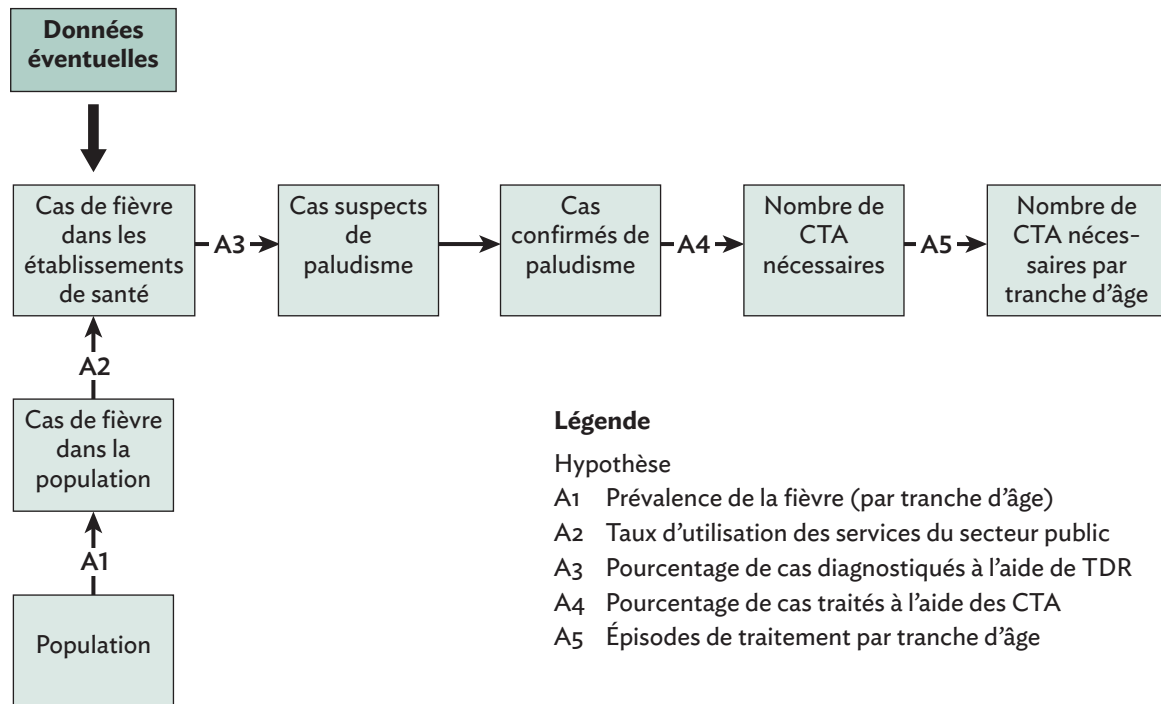 Données
éventuelles
Cas de fièvre
dans les
établissements
de santé
A3
Cas suspects
de
paludisme
Cas
confirmés de
paludisme
A4
Nombre de
CTA
nécessaires
A5
Nombre de
CTA néces-
saires par
tranche d’âge
A2
Cas de fièvre
dans la
population
A1
Population
Légende
Hypothèse
A1 Prévalence de la fièvre (par tranche d’âge)
A2 Taux d’utilisation des services du secteur public
A3 Pourcentage de cas diagnostiqués à l’aide de TDR
A4 Pourcentage de cas traités à l’aide des CTA
A5 Épisodes de traitement par tranche d’âge